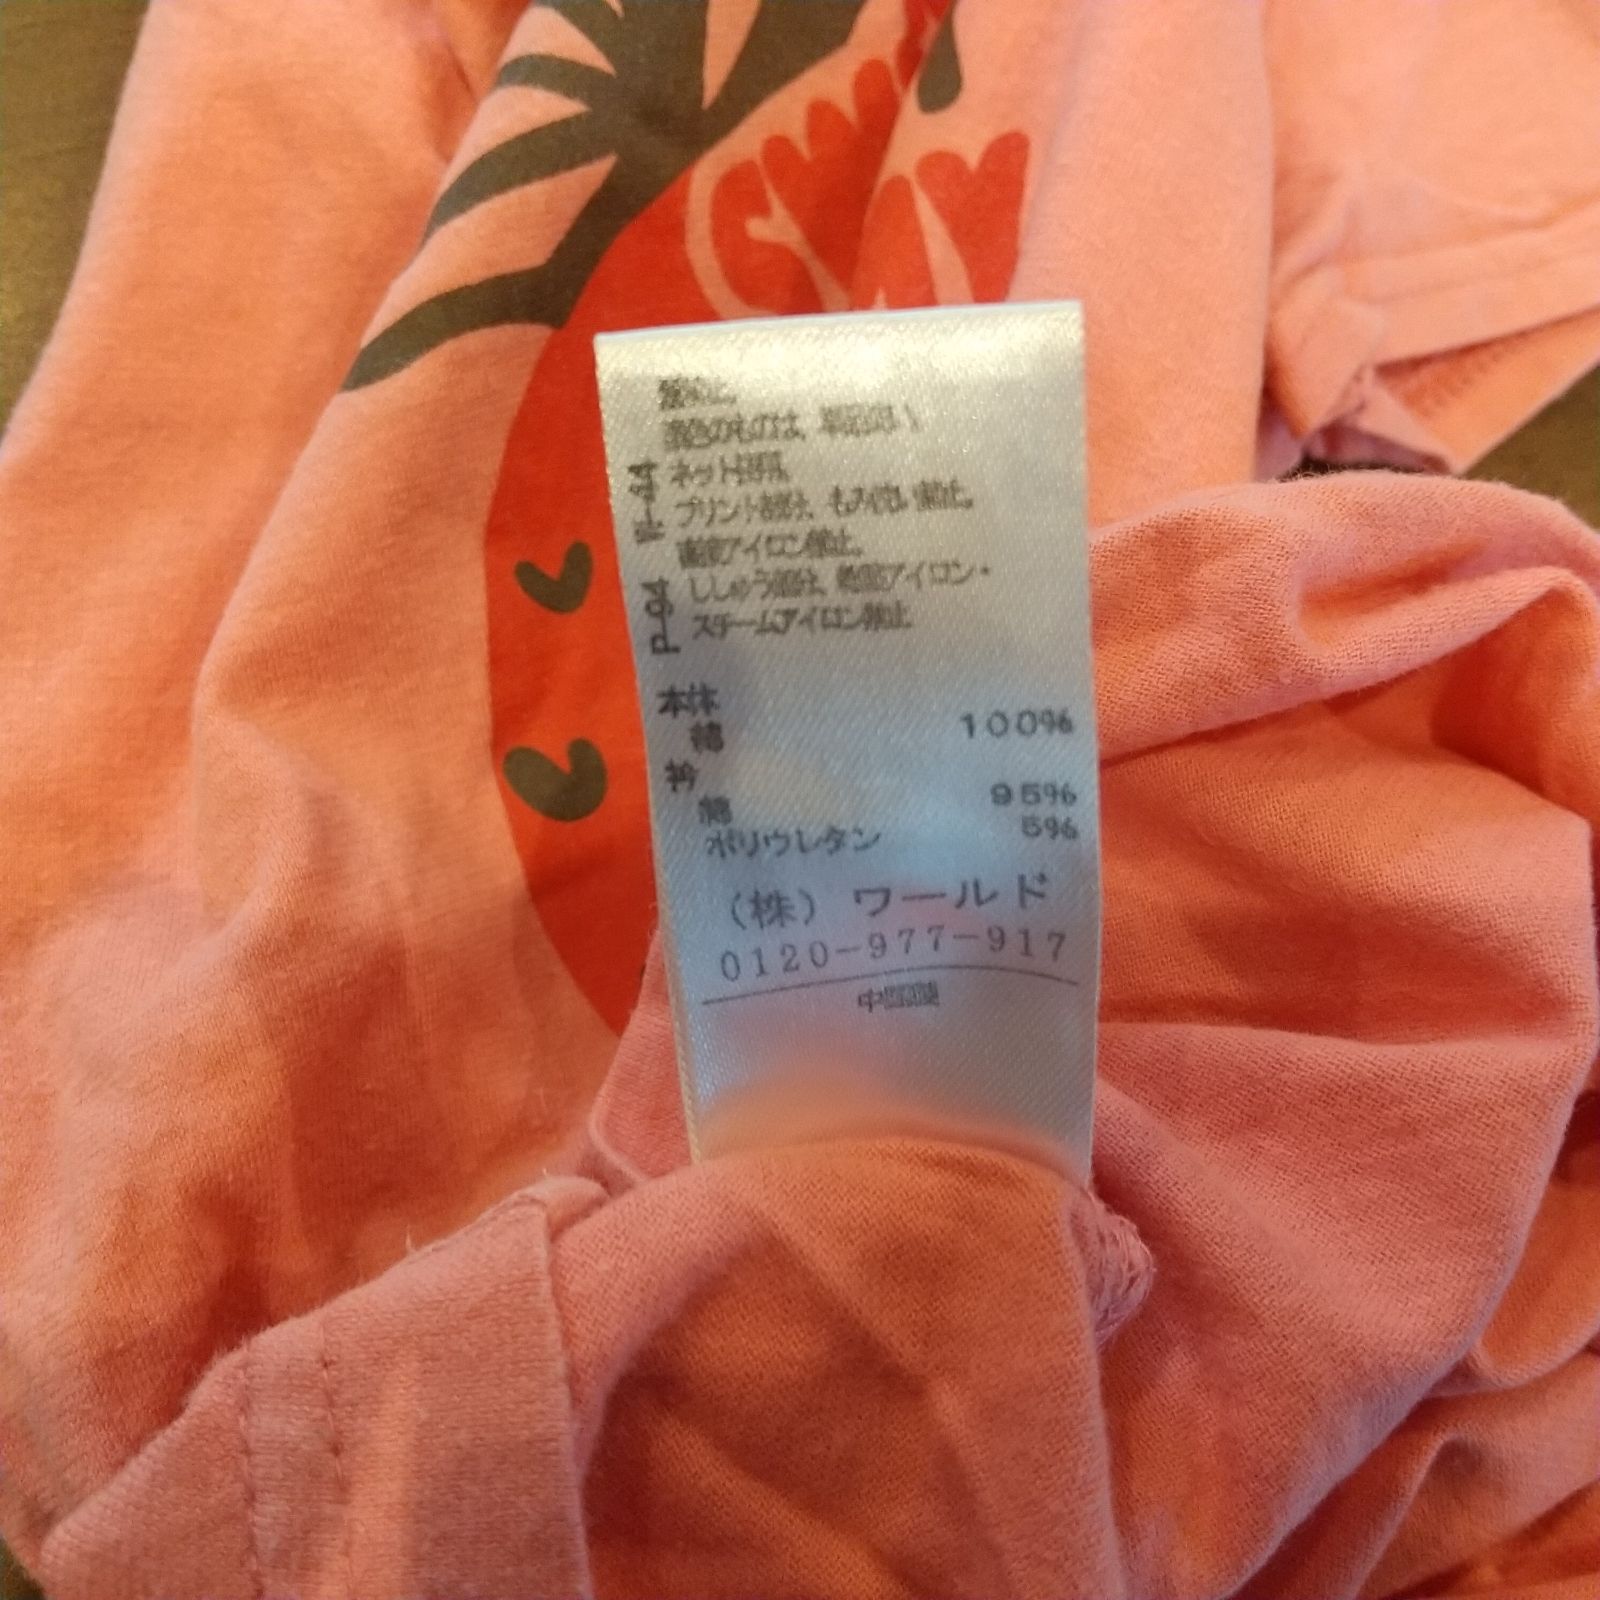 濃色のものは、単品洗い
ネット使用
プリント部分、もみ洗い禁止。
直接アイロン禁止。
ししゅう部分、直接アイロン・
スチームアイロン禁止
P-94
本体
綿 100%
衿
綿 95%
ポリウレタン 5%
(株) ワールド
0120-977-917
中国製